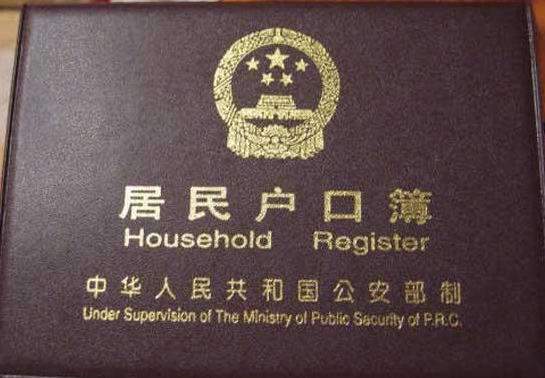 居民户口簿
Household Register
中华人民共和国公安部制
Under Supervision of The Ministry of Public Security of P.R.C.